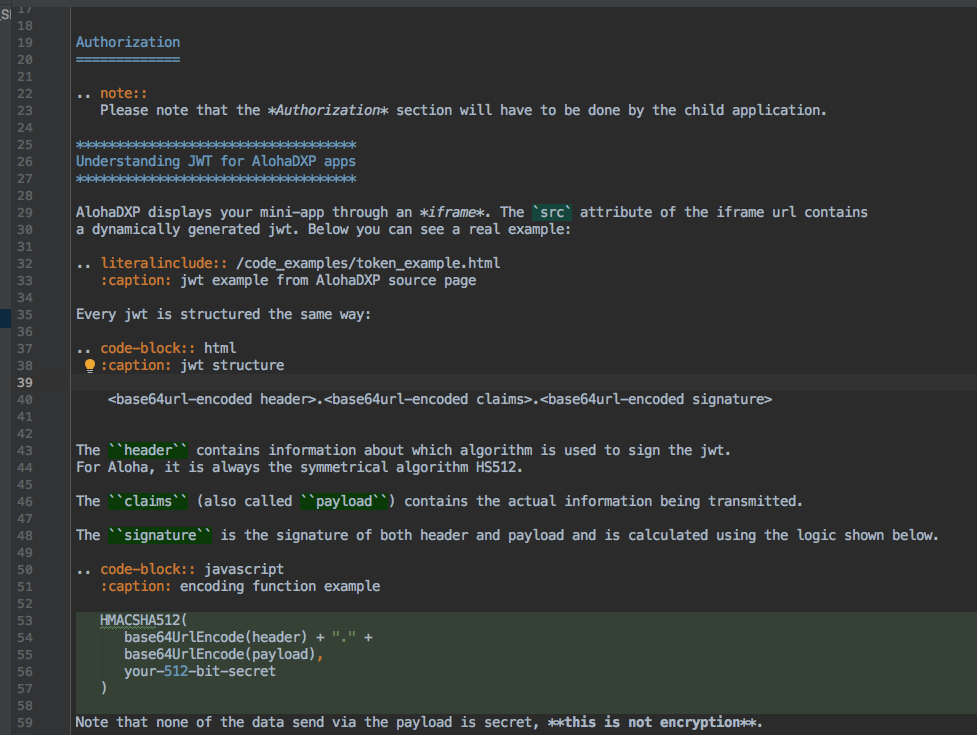 _SI
17
18
19 Authorization
20 =============
21
22 .. note::
23 Please note that the *Authorization* section will have to be done by the child application.
24
25 ***********************************
26 Understanding JWT for AlohaDXP apps
27 ***********************************
28
29 AlohaDXP displays your mini-app through an *iframe*. The `src` attribute of the iframe url contains
30 a dynamically generated jwt. Below you can see a real example:
31
32 .. literalinclude:: /code_examples/token_example.html
33 :caption: jwt example from AlohaDXP source page
34
35 Every jwt is structured the same way:
36
37 .. code-block:: html
38 :caption: jwt structure
39
40 <base64url-encoded header>.<base64url-encoded claims>.<base64url-encoded signature>
41
42
43 The ``header`` contains information about which algorithm is used to sign the jwt.
44 For Aloha, it is always the symmetrical algorithm HS512.
45
46 The ``claims`` (also called ``payload``) contains the actual information being transmitted.
47
48 The ``signature`` is the signature of both header and payload and is calculated using the logic shown below.
49
50 .. code-block:: javascript
51 :caption: encoding function example
52
53 HMACSHA512(
54 base64UrlEncode(header) + "." +
55 base64UrlEncode(payload),
56 your-512-bit-secret
57 )
58
59 Note that none of the data send via the payload is secret, **this is not encryption**.